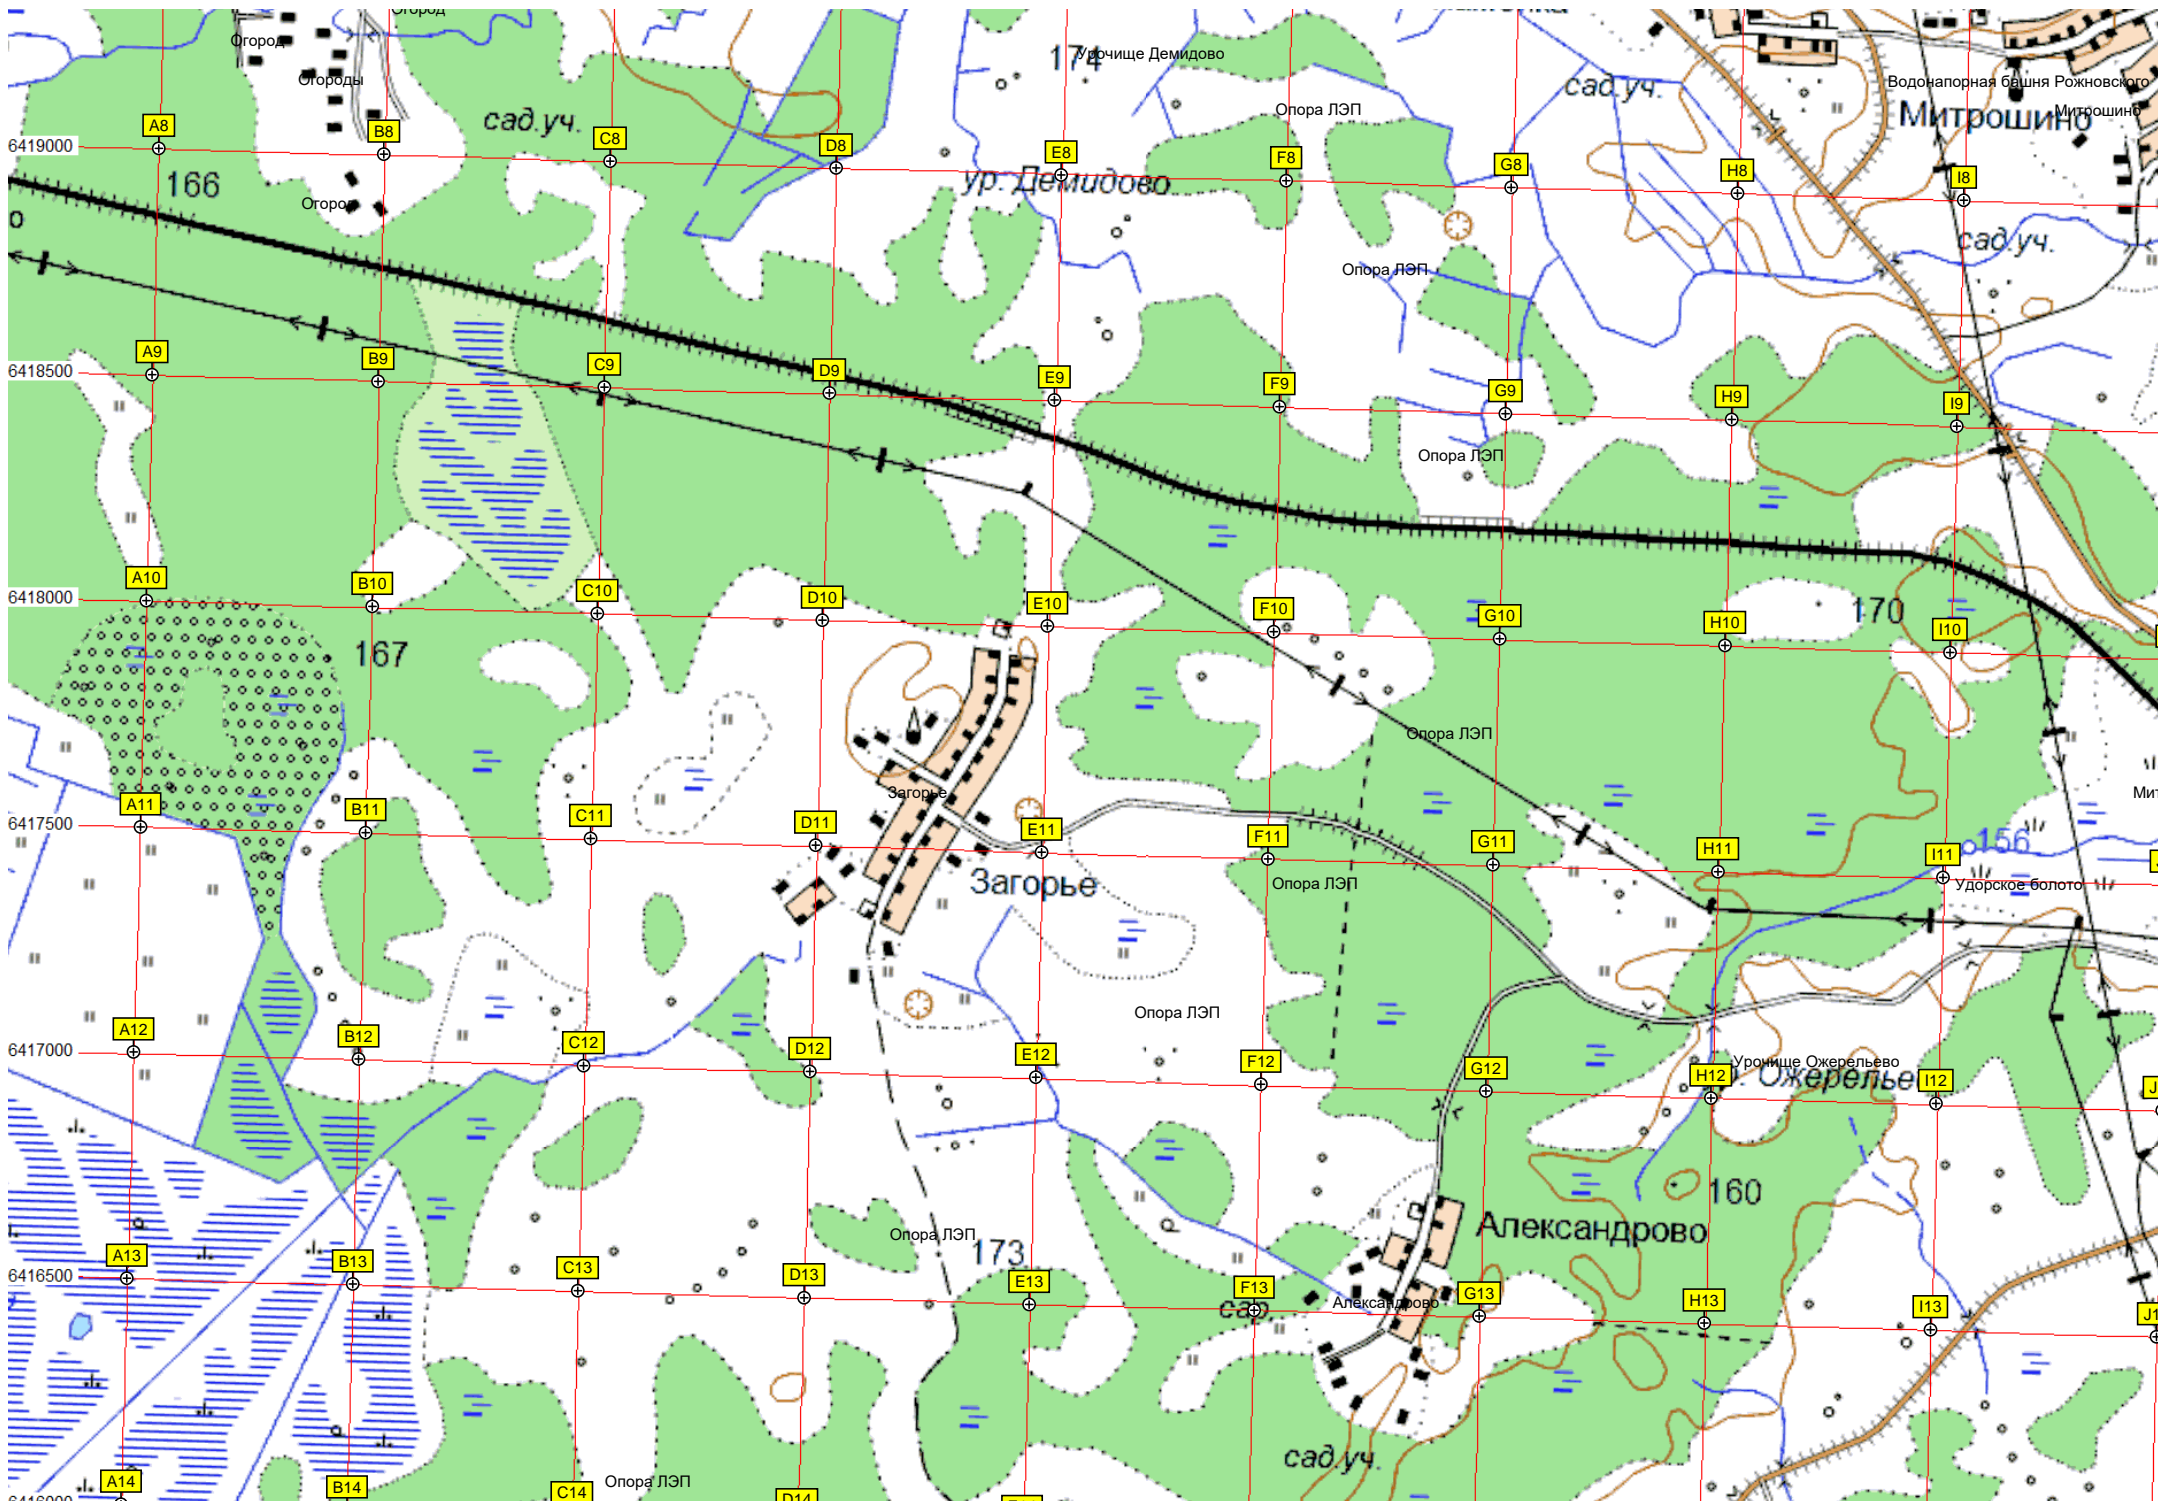 Огород
174
Урочище Демидово
Огород
Огороды
сад.уч.
Водонапорная башня Рожновского
Митрошино
Митрошино
сад.уч.
Опора ЛЭП
A8
B8
C8
D8
E8
F8
G8
H8
I8
6419000
166
ур. Демидово
Огород
о
сад.уч.
Опора ЛЭП
A9
B9
C9
D9
E9
F9
G9
H9
I9
6418500
Опора ЛЭП
A10
B10
C10
D10
E10
F10
G10
H10
I10
6418000
170
167
Опора ЛЭП
Загорье
A11
B11
C11
D11
E11
F11
G11
H11
I11
6417500
156
Загорье
Опора ЛЭП
Удорское болото
Опора ЛЭП
A12
B12
C12
D12
E12
F12
G12
H12
I12
6417000
Урочище Ожерельево
160
Александрово
Опора ЛЭП
173
A13
B13
C13
D13
E13
F13
G13
H13
I13
6416500
Александрово
сар.
сад.уч.
Опора ЛЭП
A14
B14
C14
D14